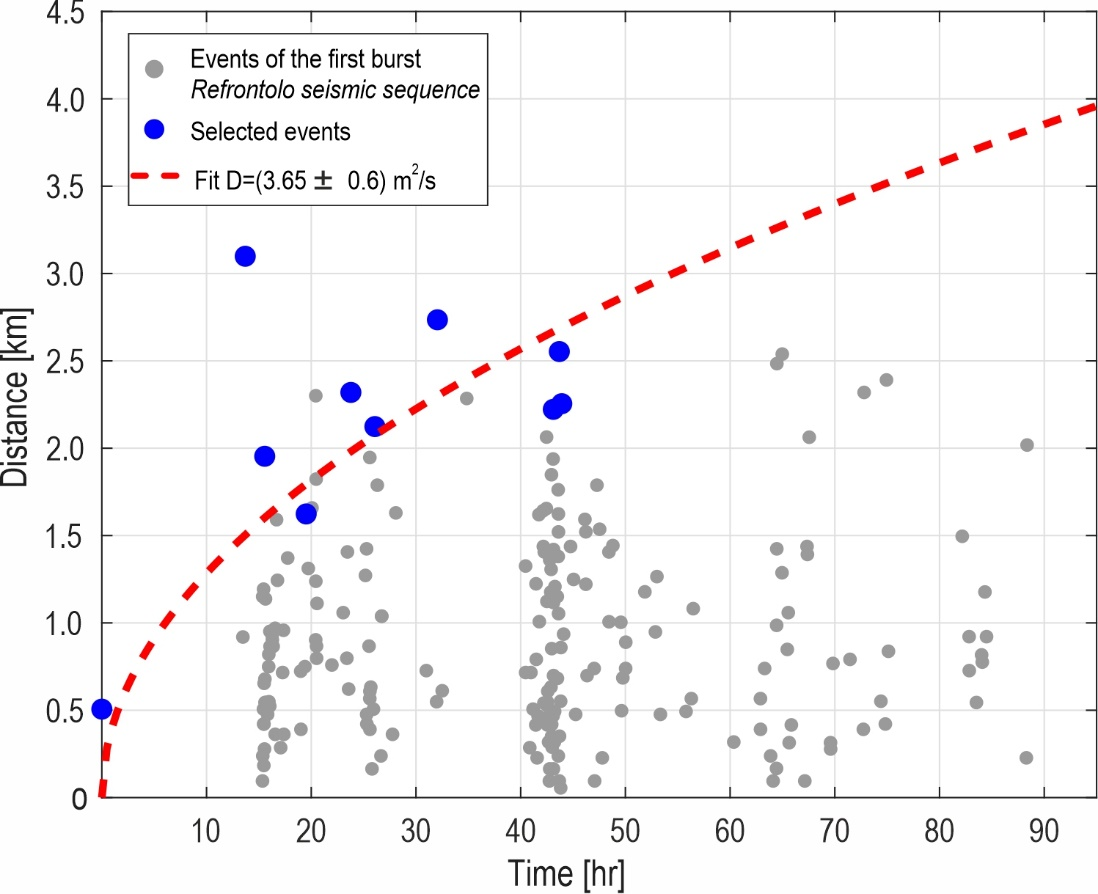 4.5
4.0
3.5
3.0
2.5
2.0
1.5
1.0
0.5
0
Distance [km]
Events of the first burst
Refrontolo seismic sequence
Selected events
Fit D=(3.65 ± 0.6) m²/s
10 20 30 40 50 60 70 80 90
Time [hr]